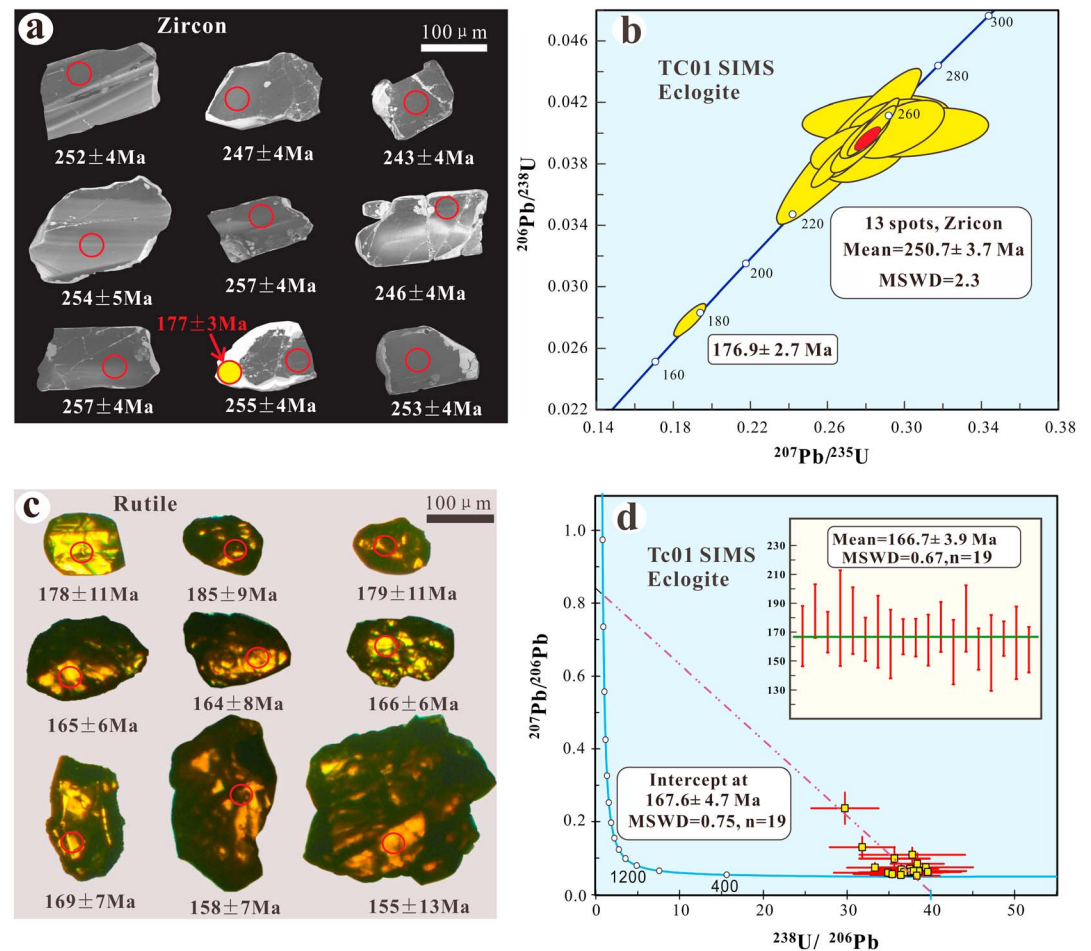 a
Zircon
100 μm
252±4Ma
247±4Ma
243±4Ma
254±5Ma
257±4Ma
246±4Ma
177±3Ma
257±4Ma
255±4Ma
253±4Ma
b
TC01 SIMS
Eclogite
300
280
260
220
200
180
160
13 spots, Zricon
Mean=250.7± 3.7 Ma
MSWD=2.3
176.9± 2.7 Ma
0.046
0.042
0.038
0.034
0.030
0.026
0.022
0.14
0.18
0.22
0.26
0.30
0.34
0.38
206Pb/238U
207Pb/235U
c
Rutile
100 μm
178±11Ma
185±9Ma
179±11Ma
165±6Ma
164±8Ma
166±6Ma
169±7Ma
158±7Ma
155±13Ma
d
Tc01 SIMS
Eclogite
Mean=166.7± 3.9 Ma
MSWD=0.67,n=19
230
210
190
170
150
130
Intercept at
167.6± 4.7 Ma
MSWD=0.75, n=19
1200
400
1.0
0.8
0.6
0.4
0.2
0.0
0
10
20
30
40
50
207Pb/206Pb
238U/ 206Pb